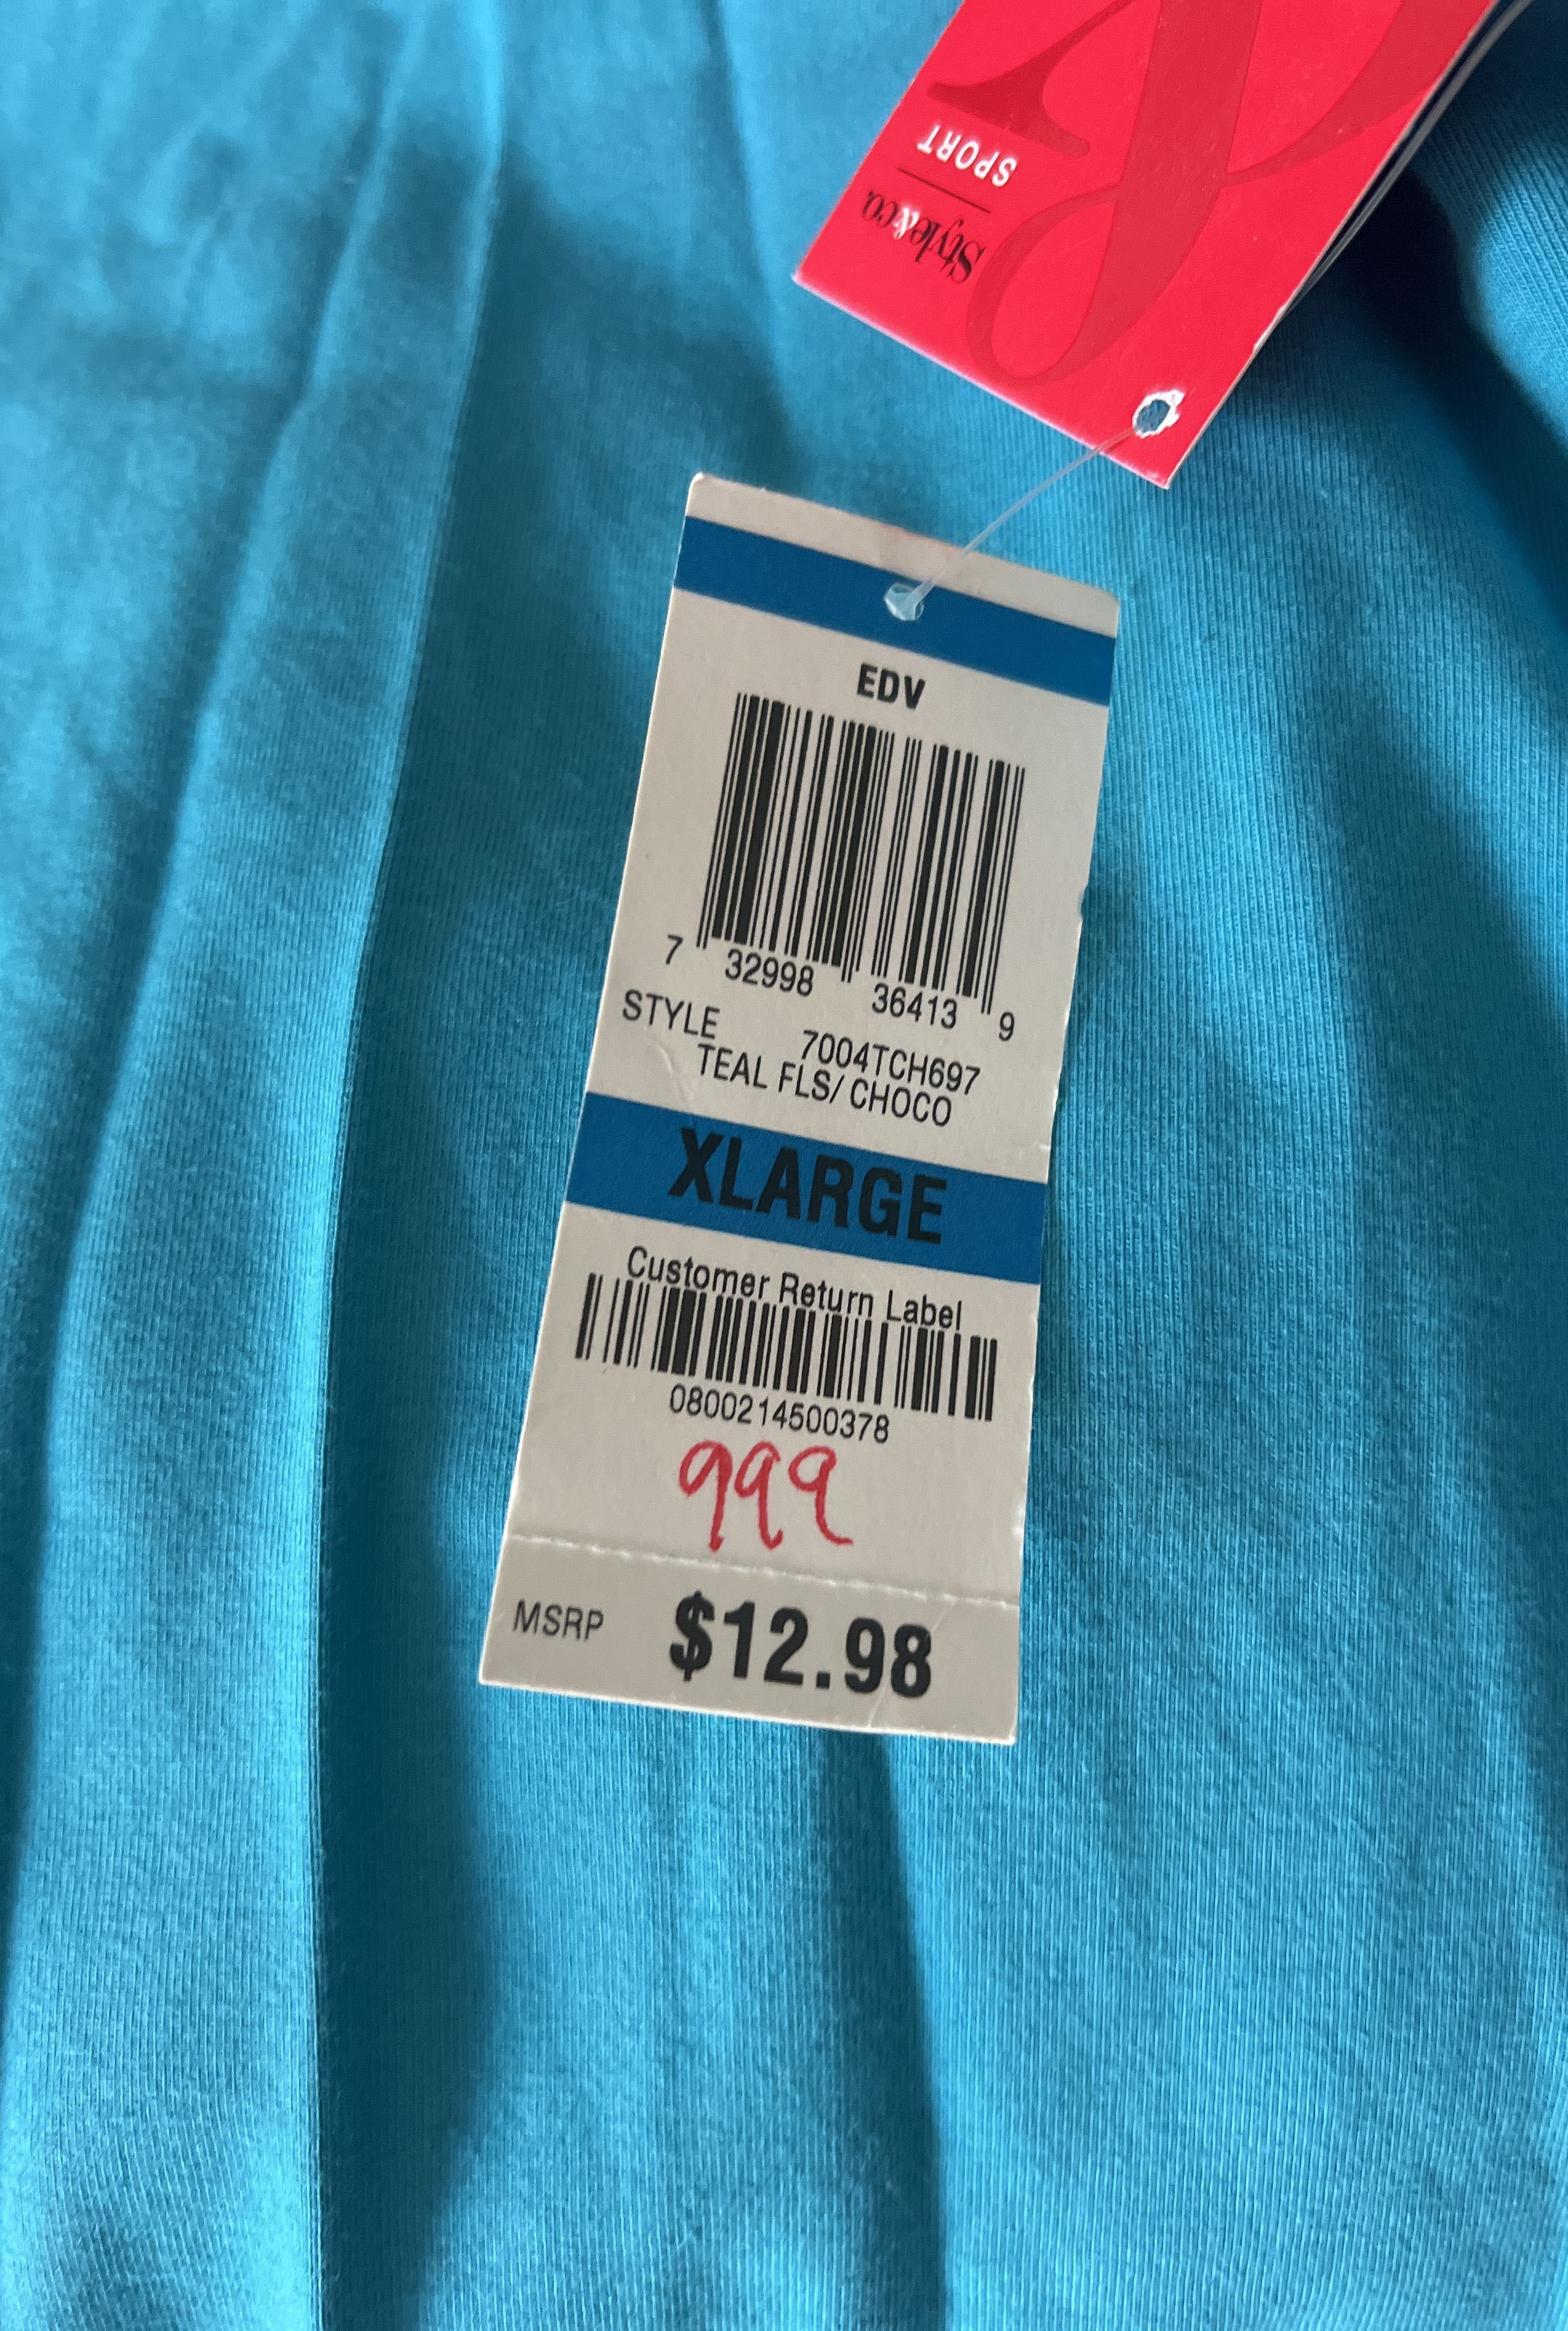 Style&co.
SPORT
EDV
7 32998 36413 9
STYLE 7004TCH697
TEAL FLS/ CHOCO
XLARGE
Customer Return Label
0800214500378
999
MSRP $12.98